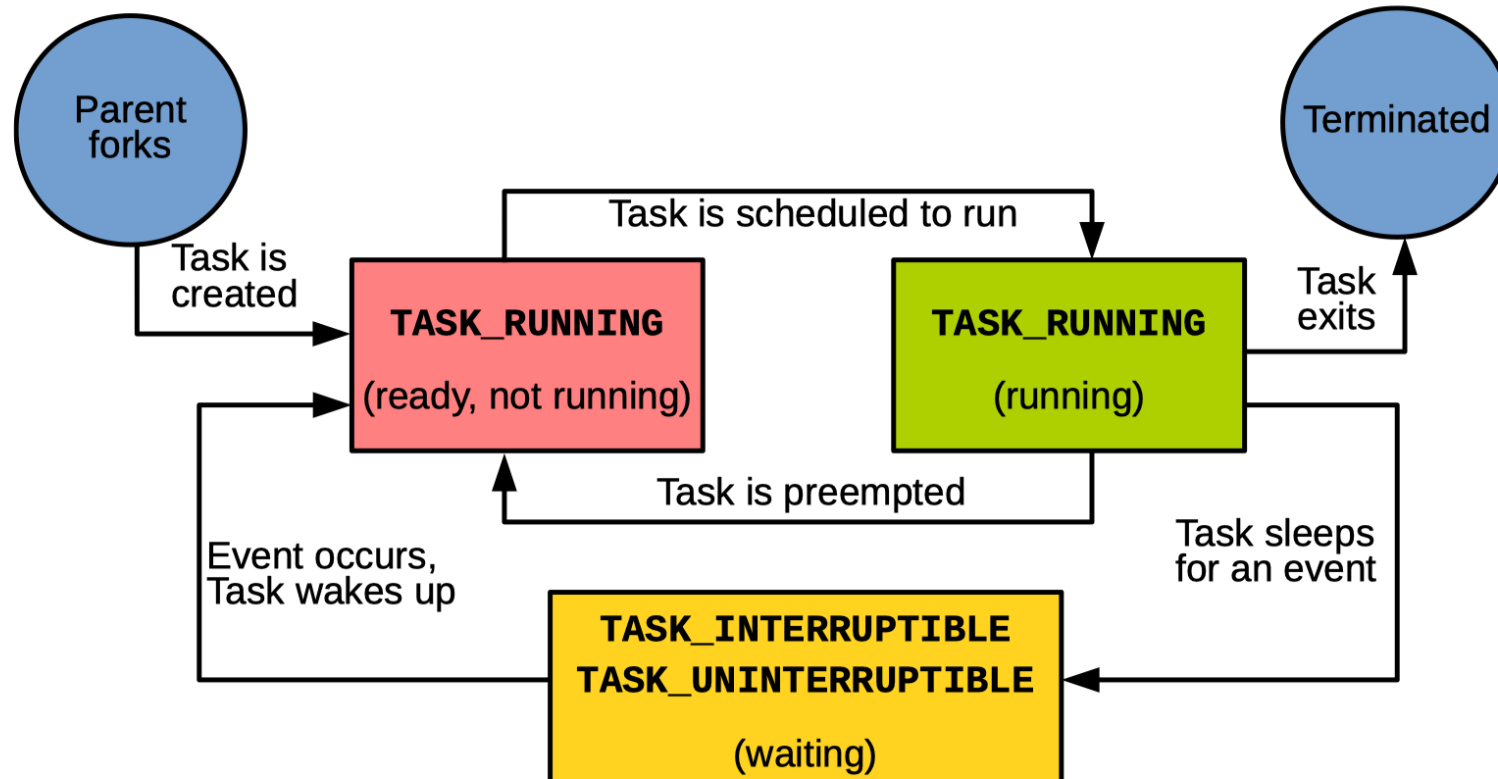 Parent
forks
Terminated
Task is scheduled to run
Task is
created
TASK_RUNNING
(ready, not running)
TASK_RUNNING
(running)
Task
exits
Task is preempted
Event occurs,
Task wakes up
Task sleeps
for an event
TASK_INTERRUPTIBLE
TASK_UNINTERRUPTIBLE
(waiting)